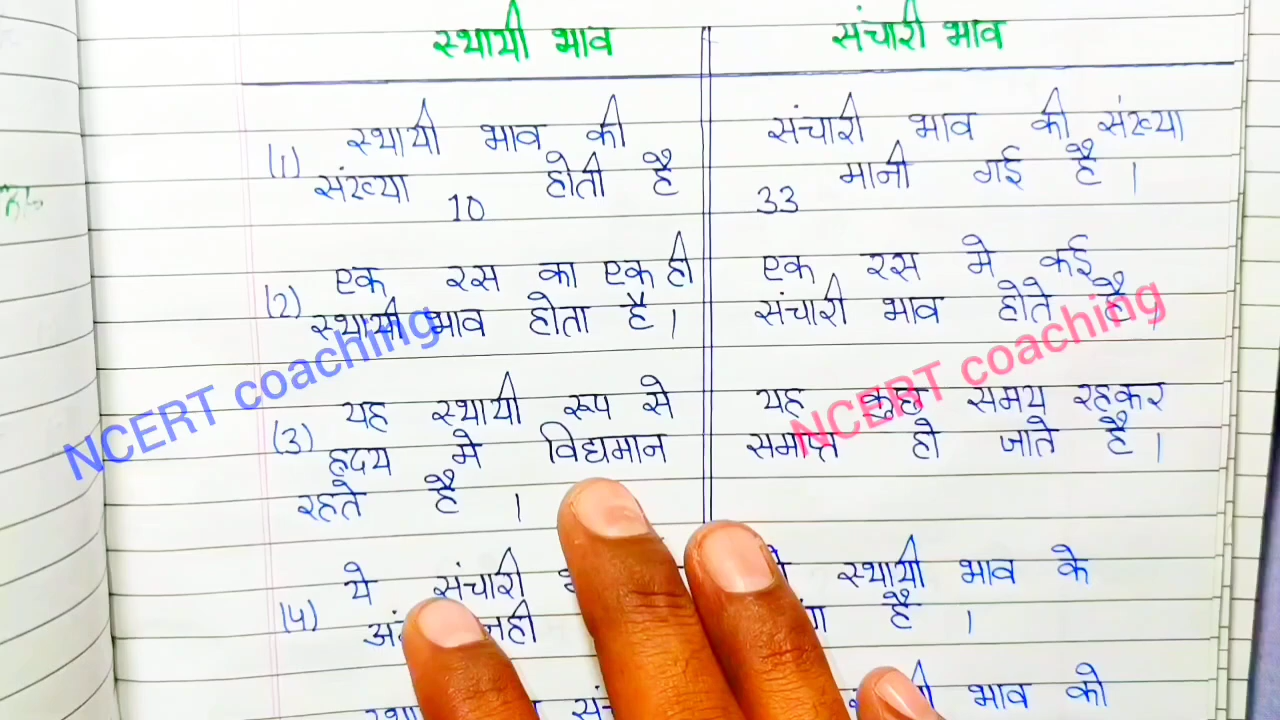 स्थायी भाव
संचारी भाव
(1) स्थायी भाव की
संख्या 10 होती है
संचारी भाव की संख्या
33 मानी गई है ।
(2) एक रस का एक ही
स्थायी भाव होता है ।
एक रस मे कई
संचारी भाव होते है ।
(3) यह स्थायी रूप से
हृदय मे विद्यमान
रहते है ।
यह कुछ समय रहकर
समाप्त हो जाते है ।
(4) ये संचारी
नही
स्थायी भाव के
है ।
भाव को
NCERT coaching
NCERT coaching